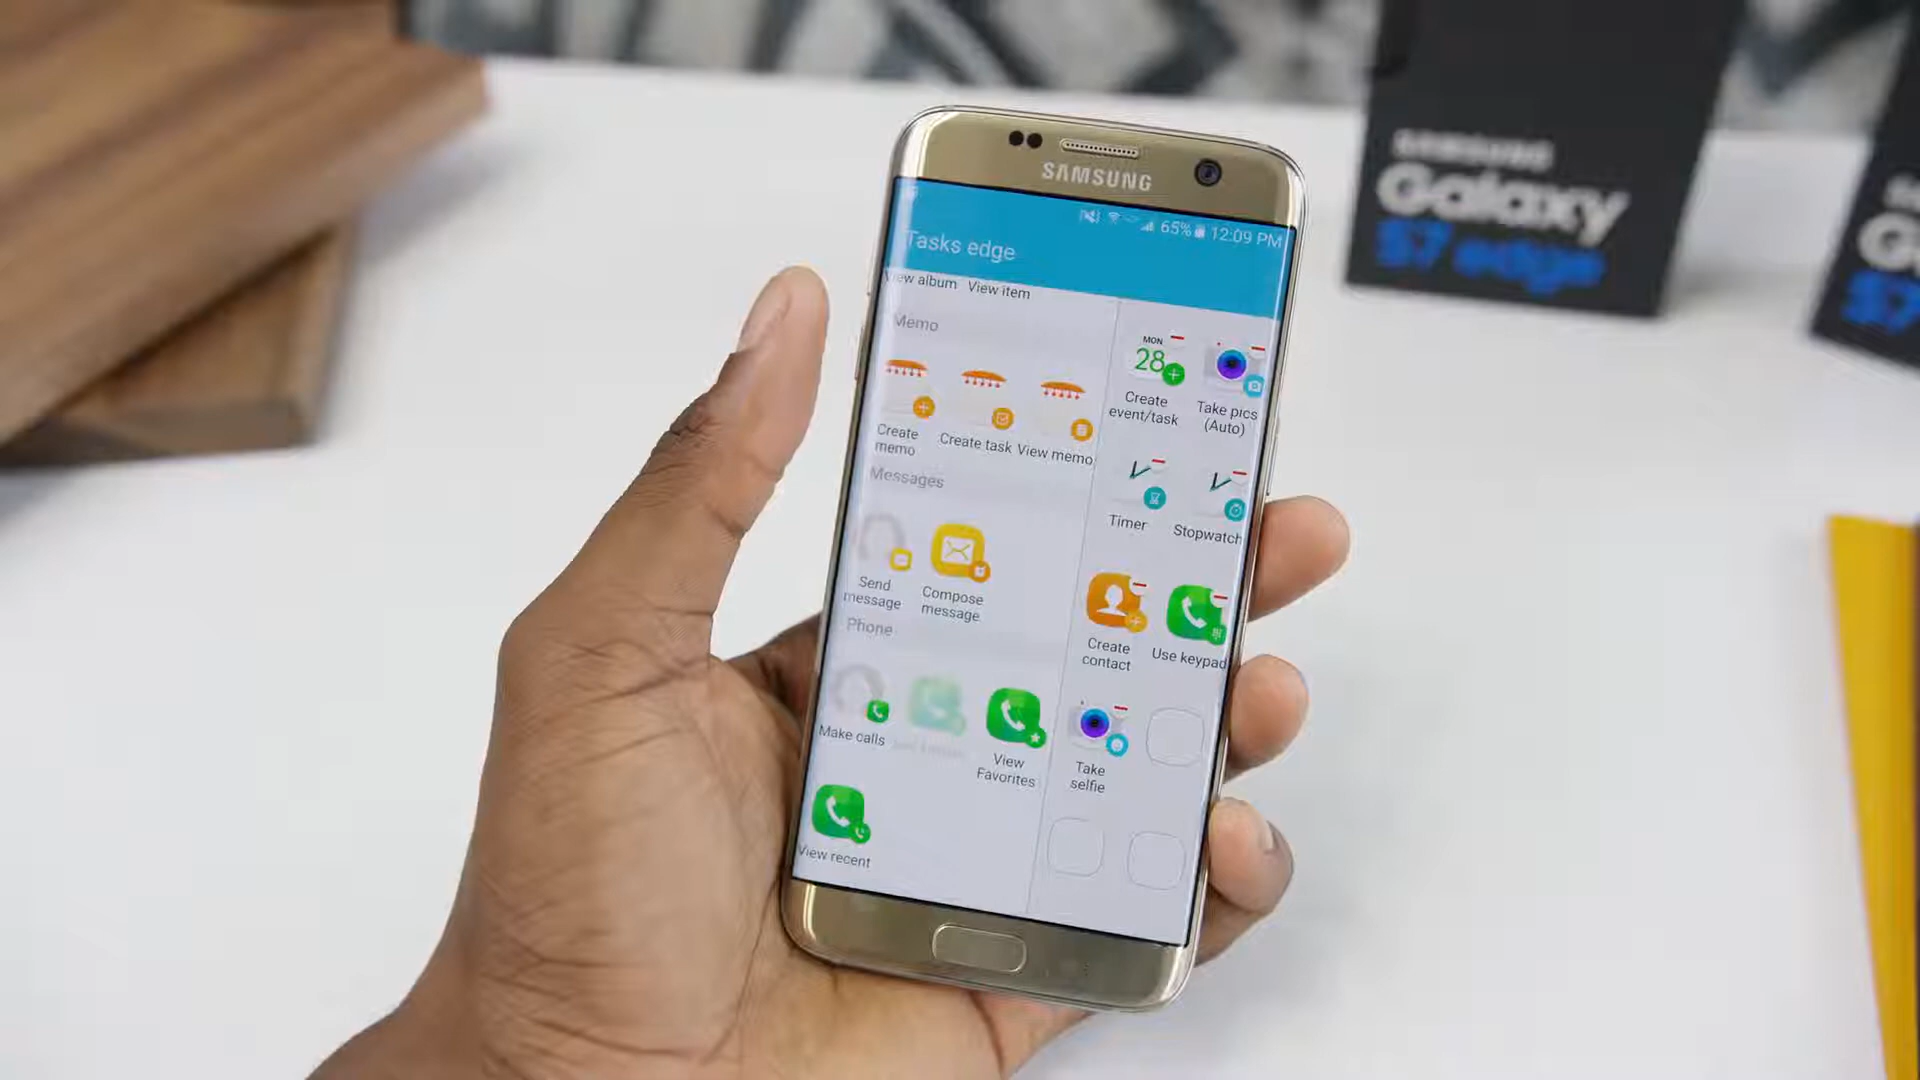 SAMSUNG
65% 12:09 PM
Tasks edge
View album View item
Memo
Create
memo
Create task
View memo
Messages
Send
message
Compose
message
Phone
Make calls
View
Favorites
View recent
MON
28
Create
event/task
Take pics
(Auto)
Timer
Stopwatch
Create
contact
Use keypad
Take
selfie
SAMSUNG
Galaxy
S7 edge
G
S7